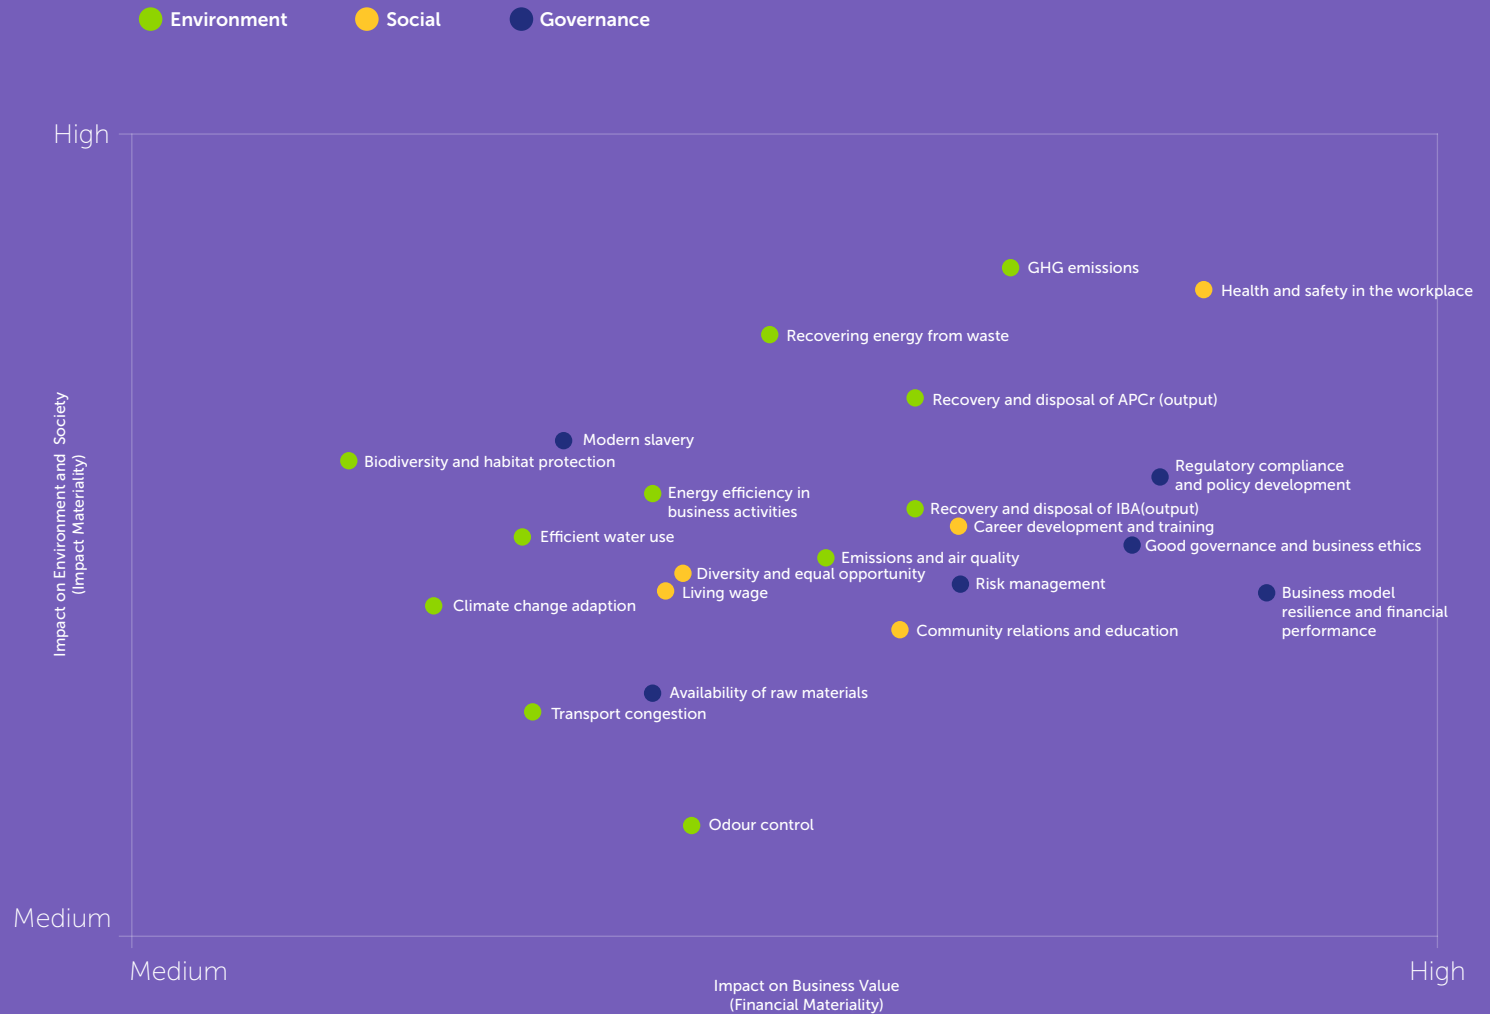 Environment
Social
Governance
High
GHG emissions
Health and safety in the workplace
Recovering energy from waste
Recovery and disposal of APCr (output)
Modern slavery
Biodiversity and habitat protection
Regulatory compliance
and policy development
Energy efficiency in
business activities
Recovery and disposal of IBA(output)
Career development and training
Efficient water use
Good governance and business ethics
Emissions and air quality
Diversity and equal opportunity
Risk management
Living wage
Business model
resilience and financial
performance
Climate change adaption
Community relations and education
Availability of raw materials
Transport congestion
Odour control
Impact on Environment and Society
(Impact Materiality)
Medium
Medium
High
Impact on Business Value
(Financial Materiality)